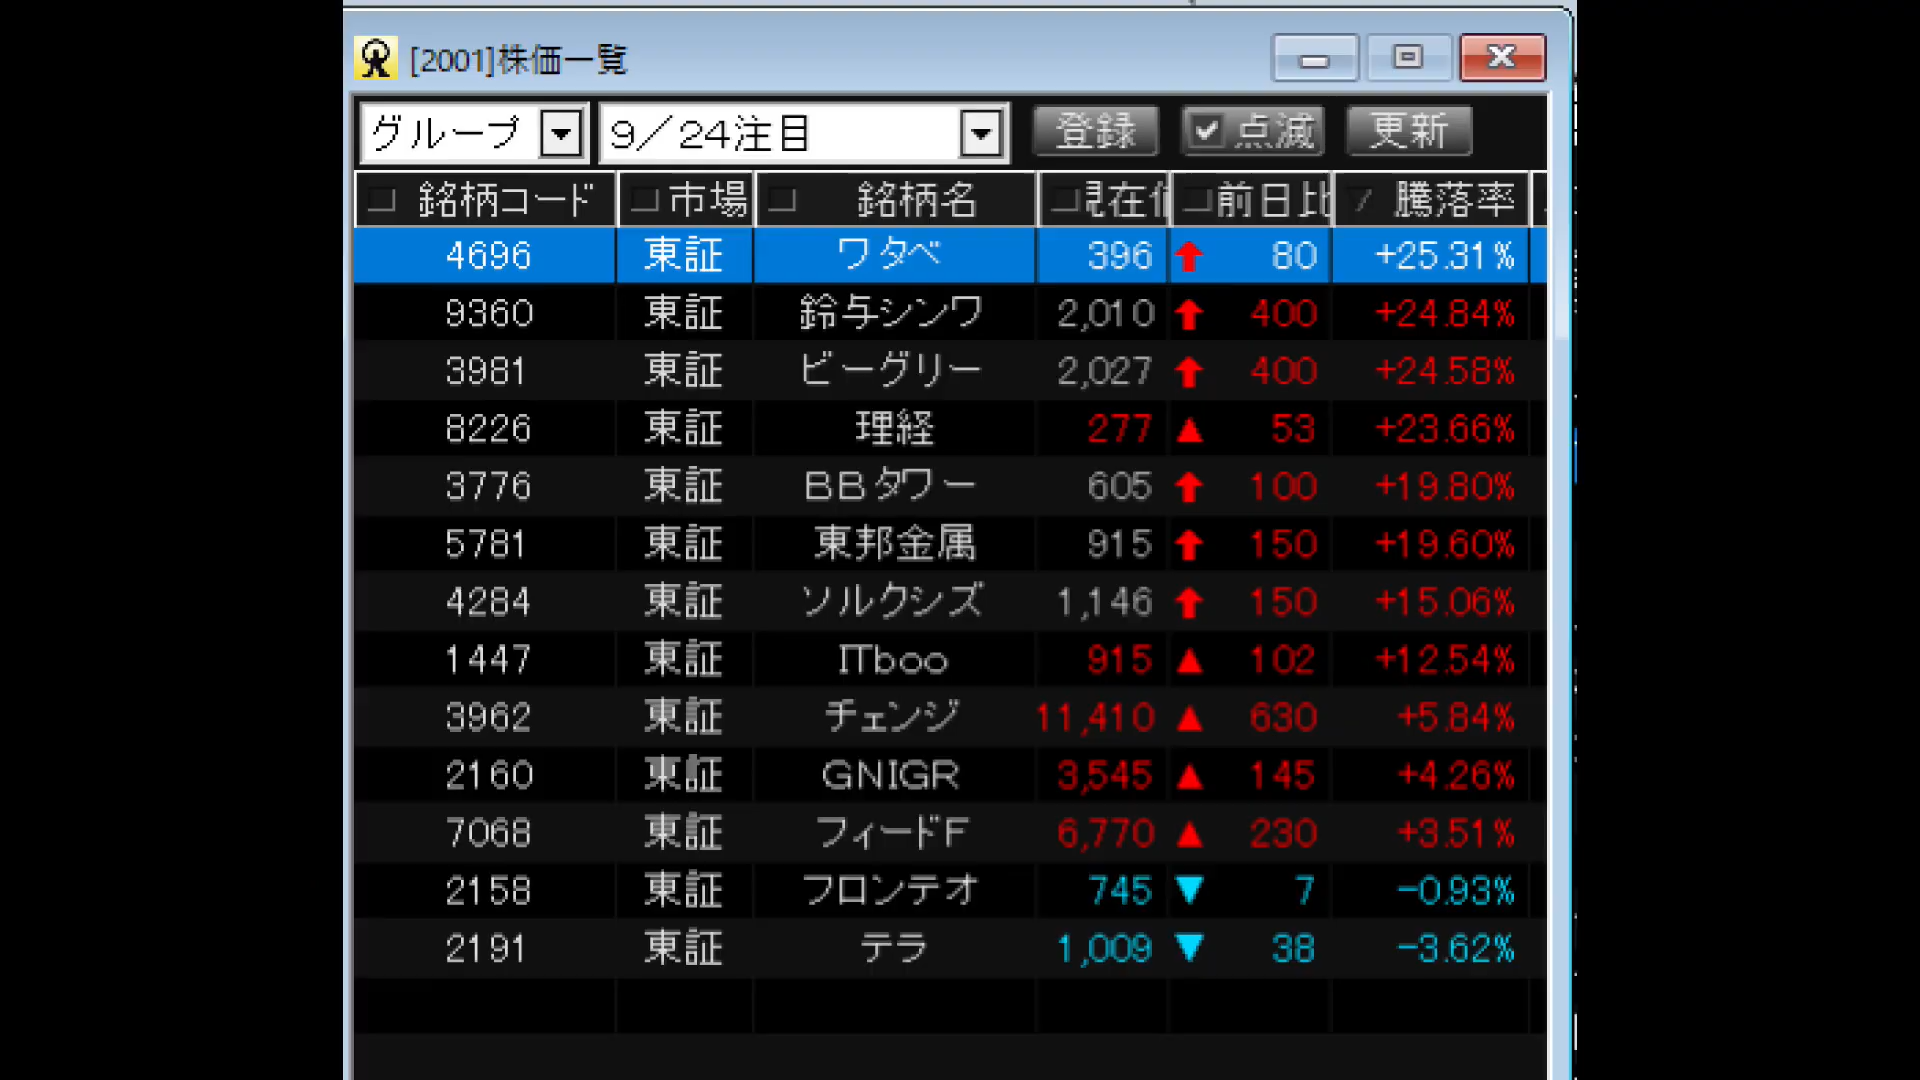 [2001]株価一覧
グループ 9／24注目 登録 点滅 更新
銘柄コード 市場 銘柄名 現在値 前日比 騰落率
4696 東証 ワタベ 396 80 +25.31%
9360 東証 鈴与シンワ 2,010 400 +24.84%
3981 東証 ビーグリー 2,027 400 +24.58%
8226 東証 理経 277 53 +23.66%
3776 東証 ＢＢタワー 605 100 +19.80%
5781 東証 東邦金属 915 150 +19.60%
4284 東証 ソルクシズ 1,146 150 +15.06%
1447 東証 ITboo 915 102 +12.54%
3962 東証 チェンジ 11,410 630 +5.84%
2160 東証 GNIGR 3,545 145 +4.26%
7068 東証 フィードF 6,770 230 +3.51%
2158 東証 フロンテオ 745 7 -0.93%
2191 東証 テラ 1,009 38 -3.62%